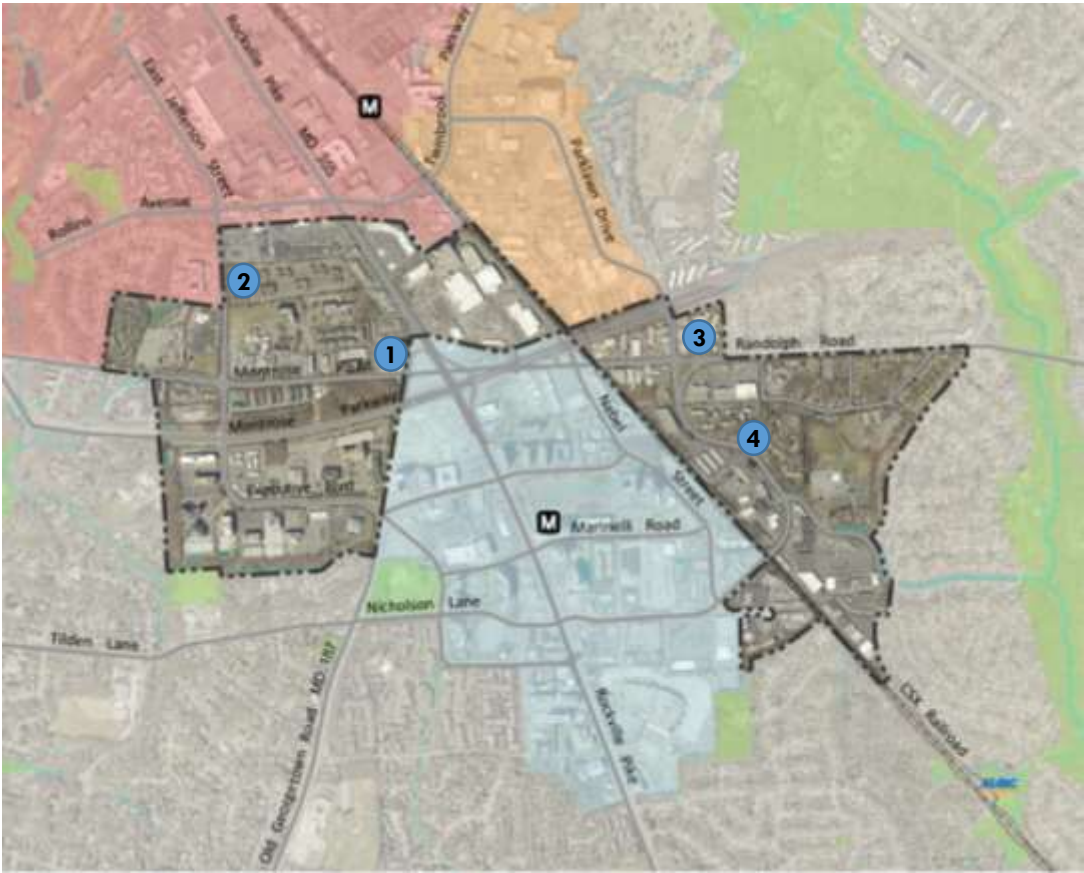 Rockville Pike MD 355
Twinbrook Parkway
East Jefferson Street
M
Parklawn Drive
Rollins Avenue
2
1
3
Randolph Road
Montrose
Montrose Parkway
4
Nebel Street
Executive Blvd
M
Marinelli Road
Nicholson Lane
Tilden Lane
Old Georgetown Road MD 187
Rockville Pike
CSX Railroad